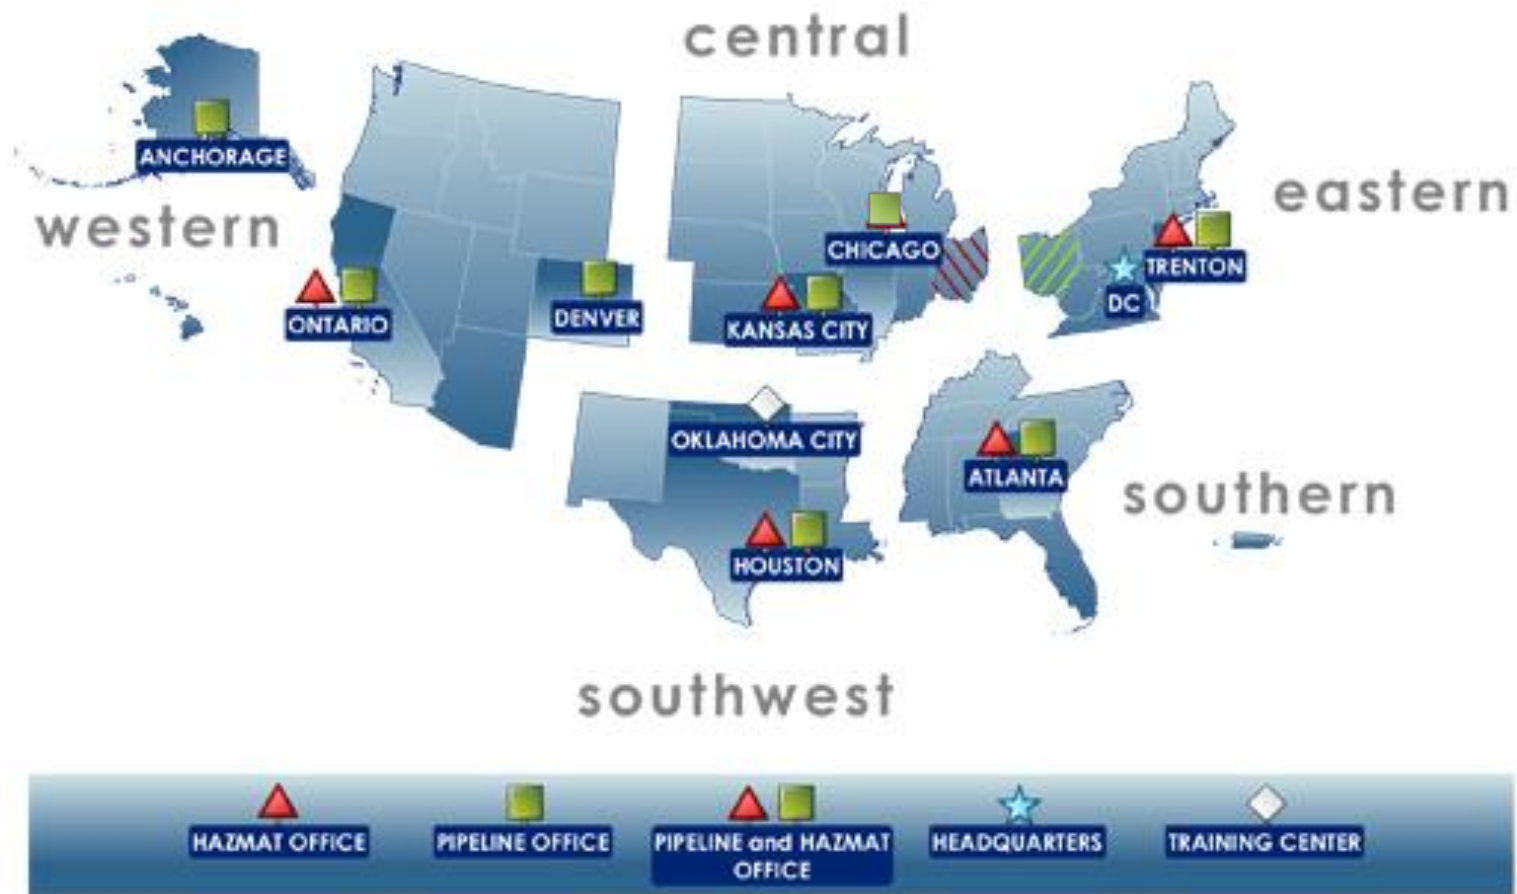 central
ANCHORAGE
eastern
western
CHICAGO
TRENTON
DC
ONTARIO
DENVER
KANSAS CITY
OKLAHOMA CITY
ATLANTA
southern
HOUSTON
southwest
HAZMAT OFFICE
PIPELINE OFFICE
PIPELINE and HAZMAT
OFFICE
HEADQUARTERS
TRAINING CENTER